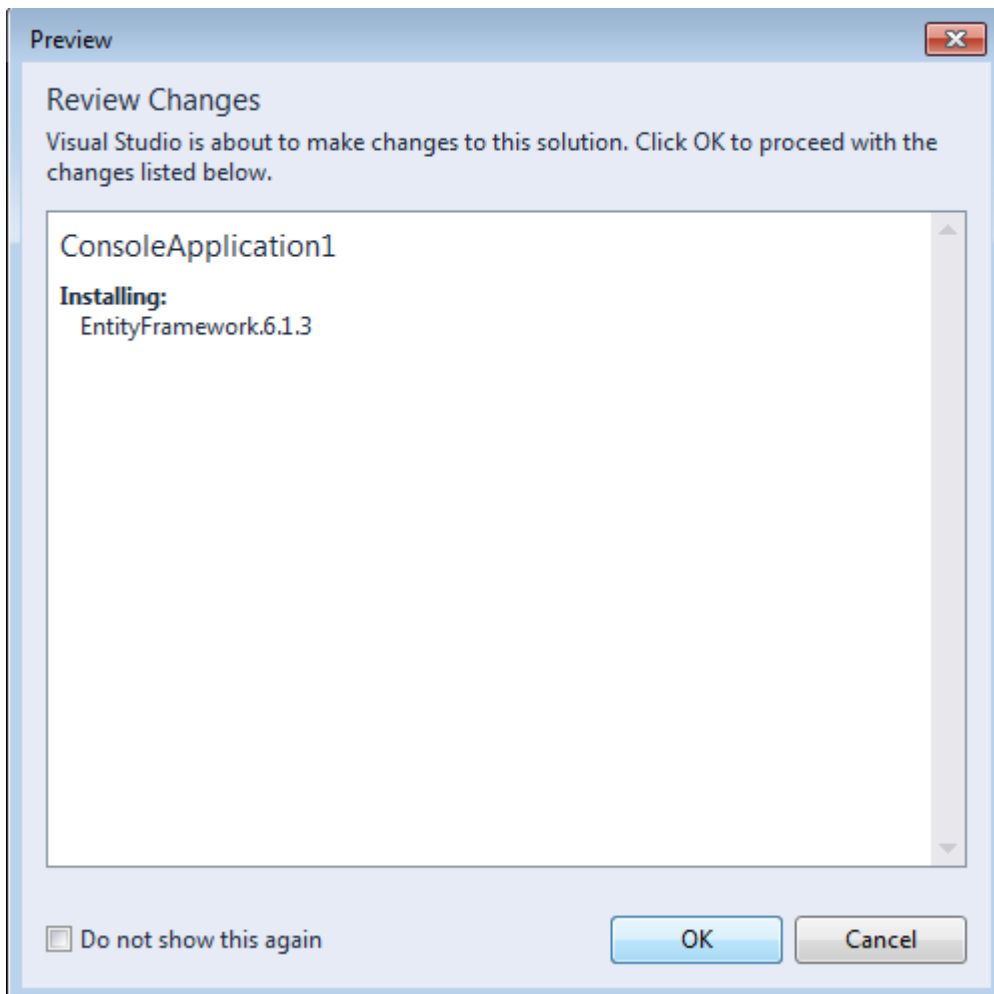 Preview
Review Changes
Visual Studio is about to make changes to this solution. Click OK to proceed with the
changes listed below.
ConsoleApplication1
Installing:
EntityFramework.6.1.3
Do not show this again
OK
Cancel